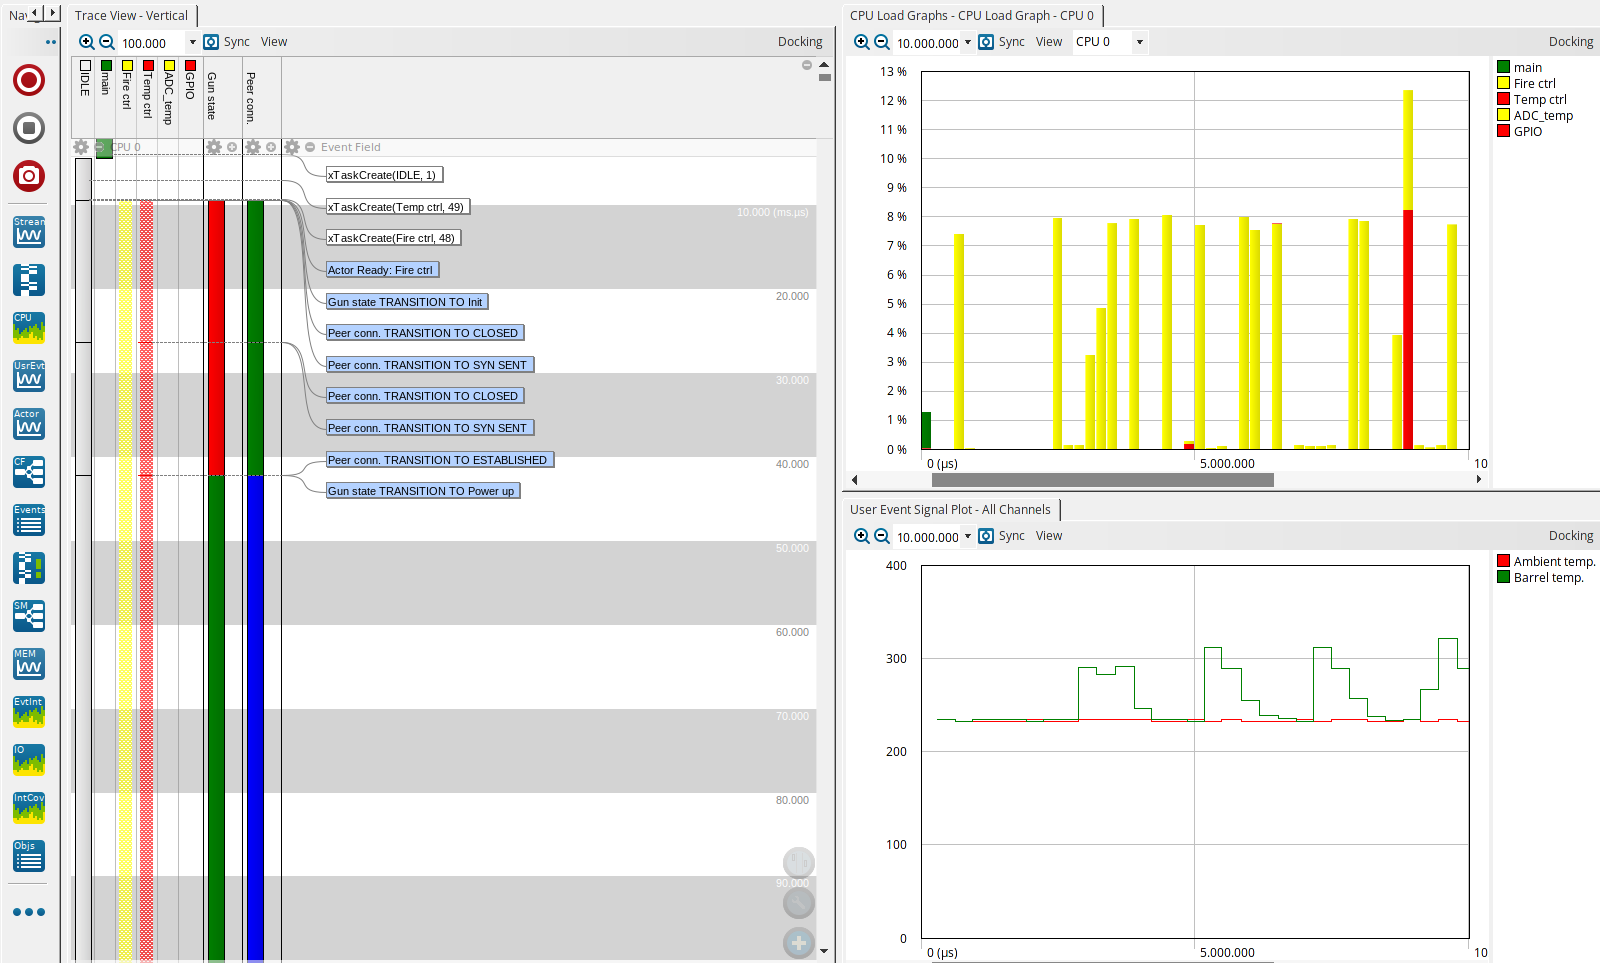 Nav
Trace View - Vertical
100.000
Sync
View
Docking
IDLE
main
Fire ctrl
Temp ctrl
ADC_temp
GPIO
Gun state
Peer conn.
CPU 0
Event Field
xTaskCreate(IDLE, 1)
xTaskCreate(Temp ctrl, 49)
10.000 (ms.µs)
xTaskCreate(Fire ctrl, 48)
Actor Ready: Fire ctrl
20.000
Gun state TRANSITION TO Init
Peer conn. TRANSITION TO CLOSED
Peer conn. TRANSITION TO SYN SENT
30.000
Peer conn. TRANSITION TO CLOSED
Peer conn. TRANSITION TO SYN SENT
Peer conn. TRANSITION TO ESTABLISHED
40.000
Gun state TRANSITION TO Power up
50.000
60.000
70.000
80.000
90.000
Stream
CPU
UsrEvt
Actor
CF
Events
SM
MEM
EvtInt
IO
IntCov
Objs
CPU Load Graphs - CPU Load Graph - CPU 0
10.000.000
Sync
View
CPU 0
Docking
13 %
12 %
11 %
10 %
9 %
8 %
7 %
6 %
5 %
4 %
3 %
2 %
1 %
0 %
0 (µs)
5.000.000
10
main
Fire ctrl
Temp ctrl
ADC_temp
GPIO
User Event Signal Plot - All Channels
10.000.000
Sync
View
Docking
400
300
200
100
0
0 (µs)
5.000.000
10
Ambient temp.
Barrel temp.